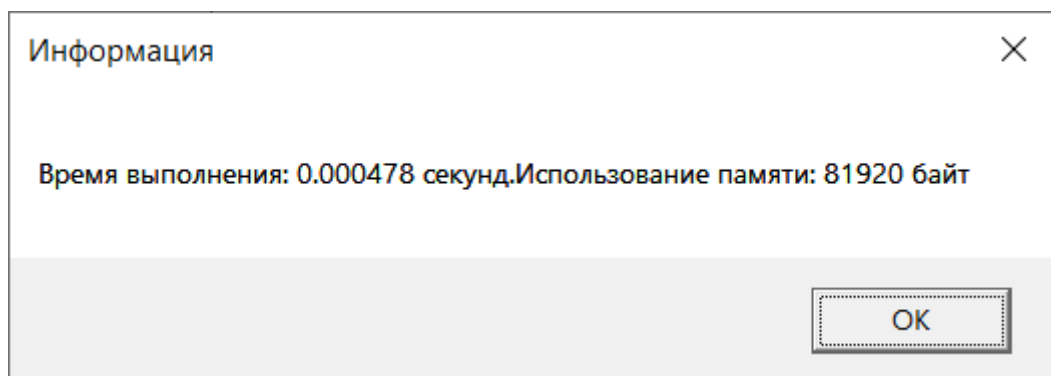 Информация
Время выполнения: 0.000478 секунд.Использование памяти: 81920 байт
OK